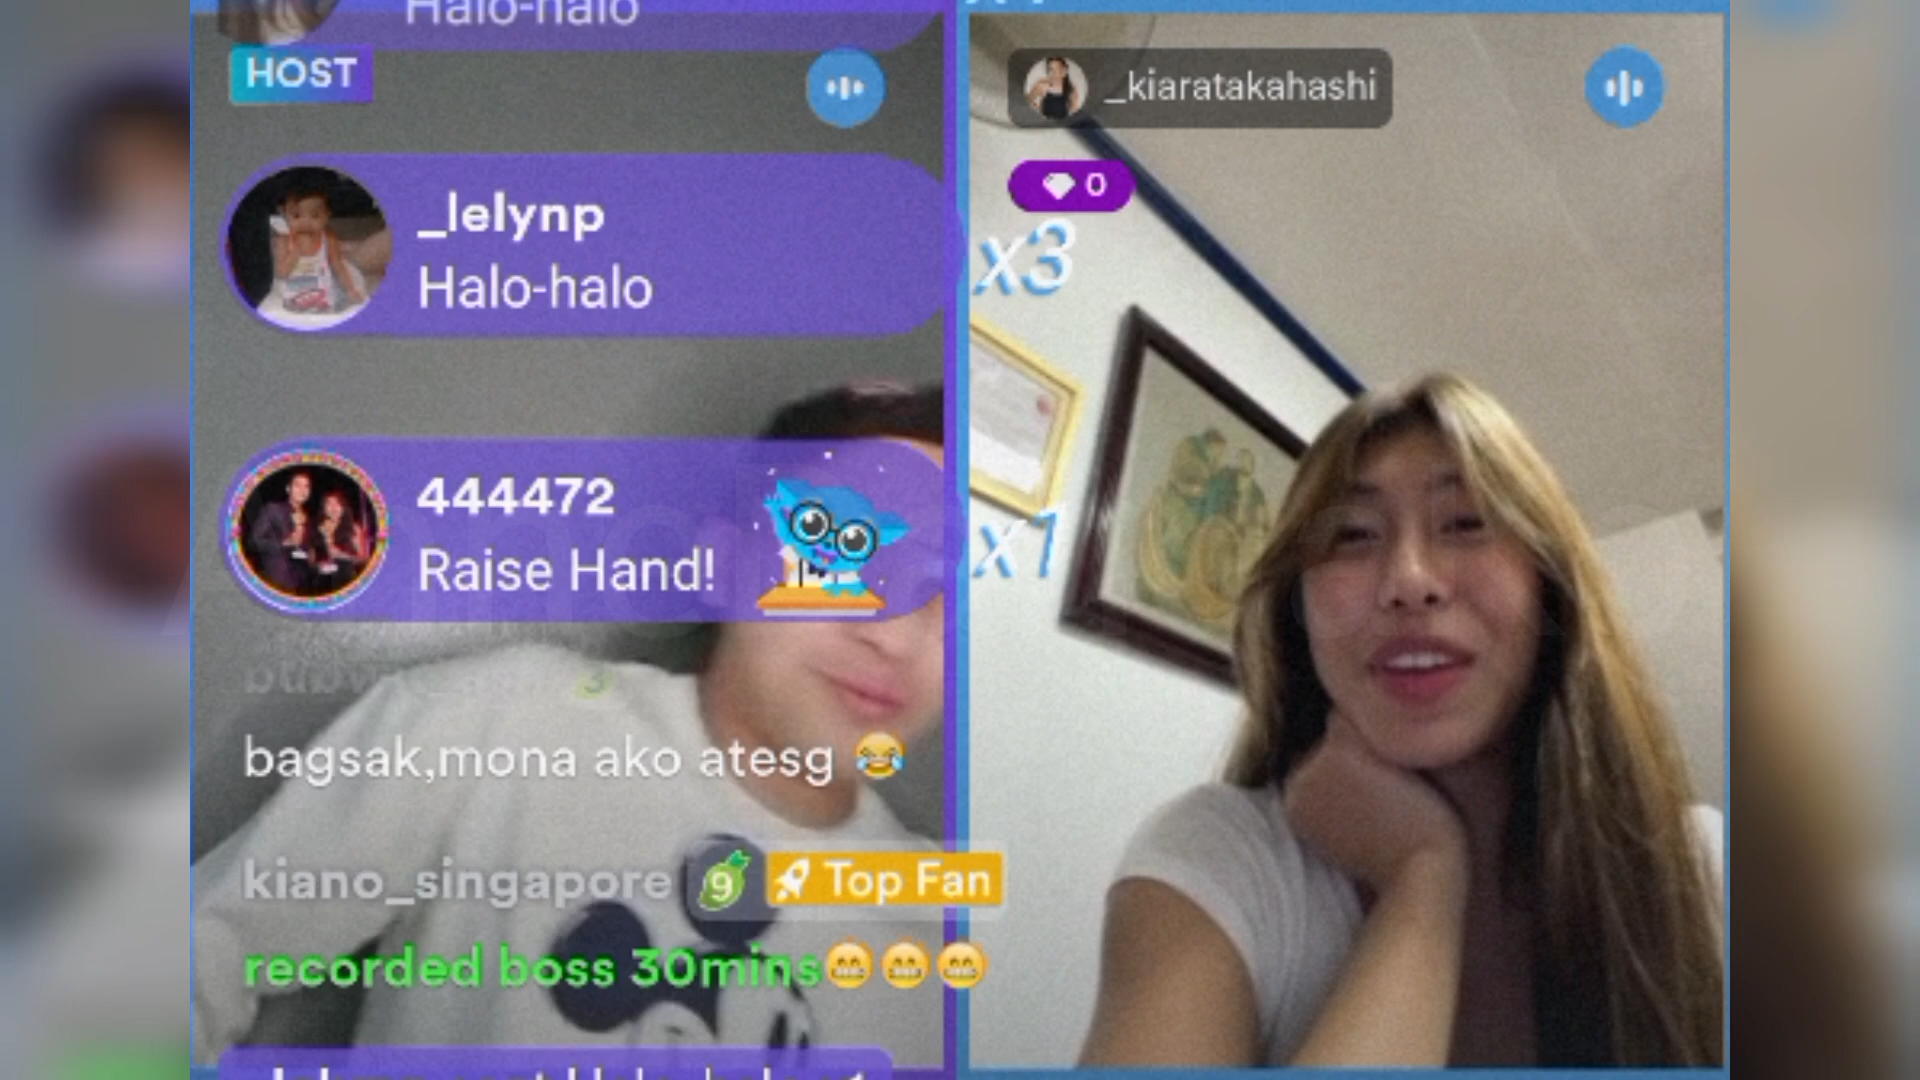 Halo-halo
HOST
_kiaratakahashi
0
_lelynp
Halo-halo
x3
444472
Raise Hand!
x1
bagsak,mona ako atesg 😂
kiano_singapore 9 Top Fan
recorded boss 30mins😁😁😁